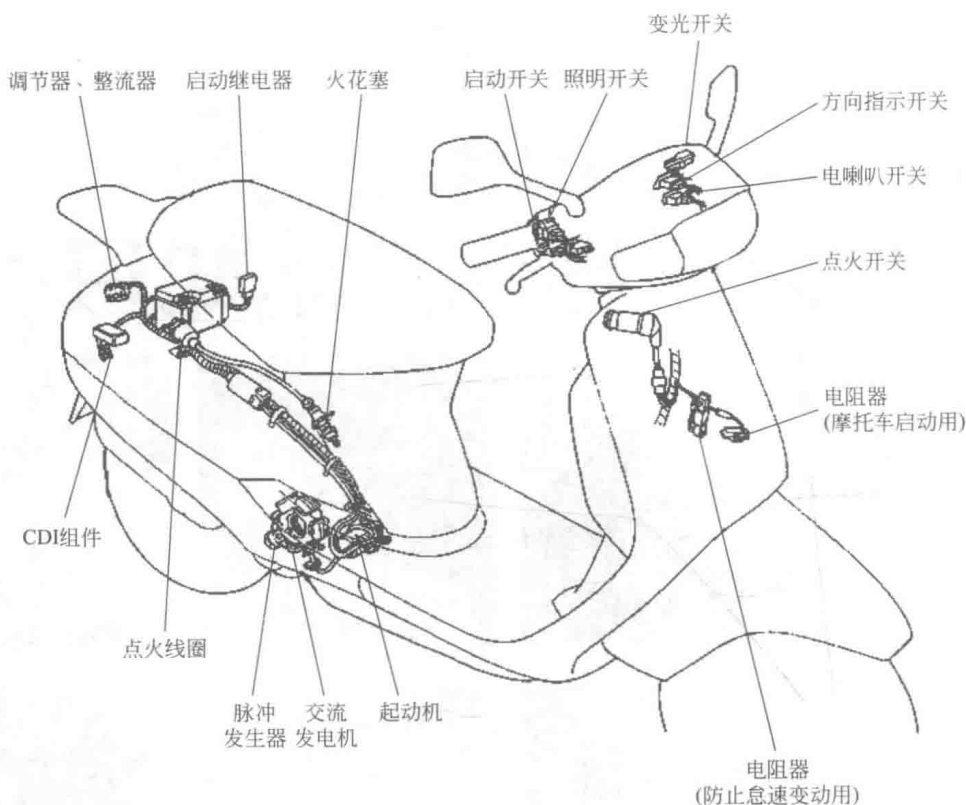 变光开关
调节器、整流器
启动继电器
火花塞
启动开关
照明开关
方向指示开关
电喇叭开关
点火开关
电阻器
(摩托车启动用)
CDI组件
点火线圈
脉冲
发生器
交流
发电机
起动机
电阻器
(防止怠速变动用)